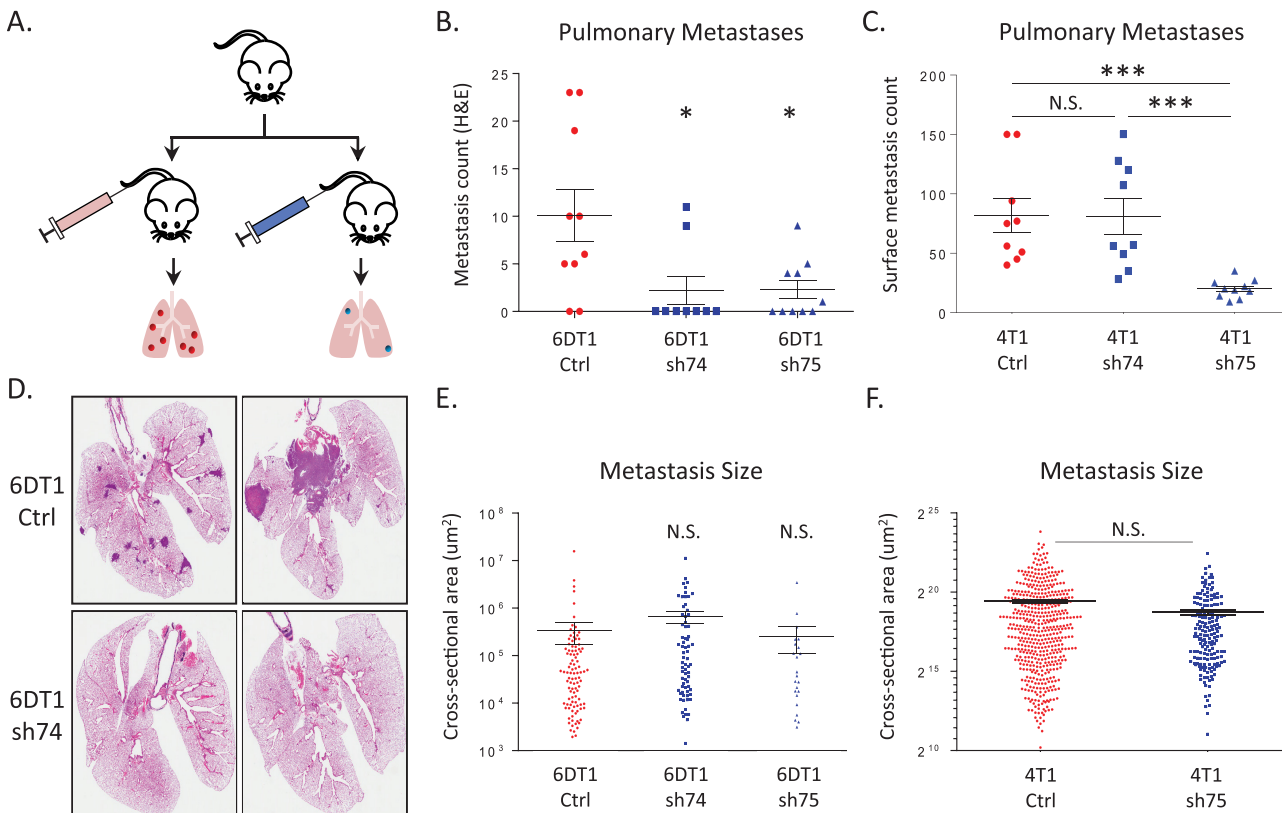 A.
B.
Pulmonary Metastases
Metastasis count (H&E)
25
20
15
10
5
0
*
*
6DT1
Ctrl
6DT1
sh74
6DT1
sh75
C.
Pulmonary Metastases
Surface metastasis count
200
150
100
50
0
***
N.S.
***
4T1
Ctrl
4T1
sh74
4T1
sh75
D.
6DT1
Ctrl
6DT1
sh74
E.
Metastasis Size
Cross-sectional area (um²)
10⁸
10⁷
10⁶
10⁵
10⁴
10³
N.S.
N.S.
6DT1
Ctrl
6DT1
sh74
6DT1
sh75
F.
Metastasis Size
Cross-sectional area (um²)
2²⁵
2²⁰
2¹⁵
2¹⁰
N.S.
4T1
Ctrl
4T1
sh75